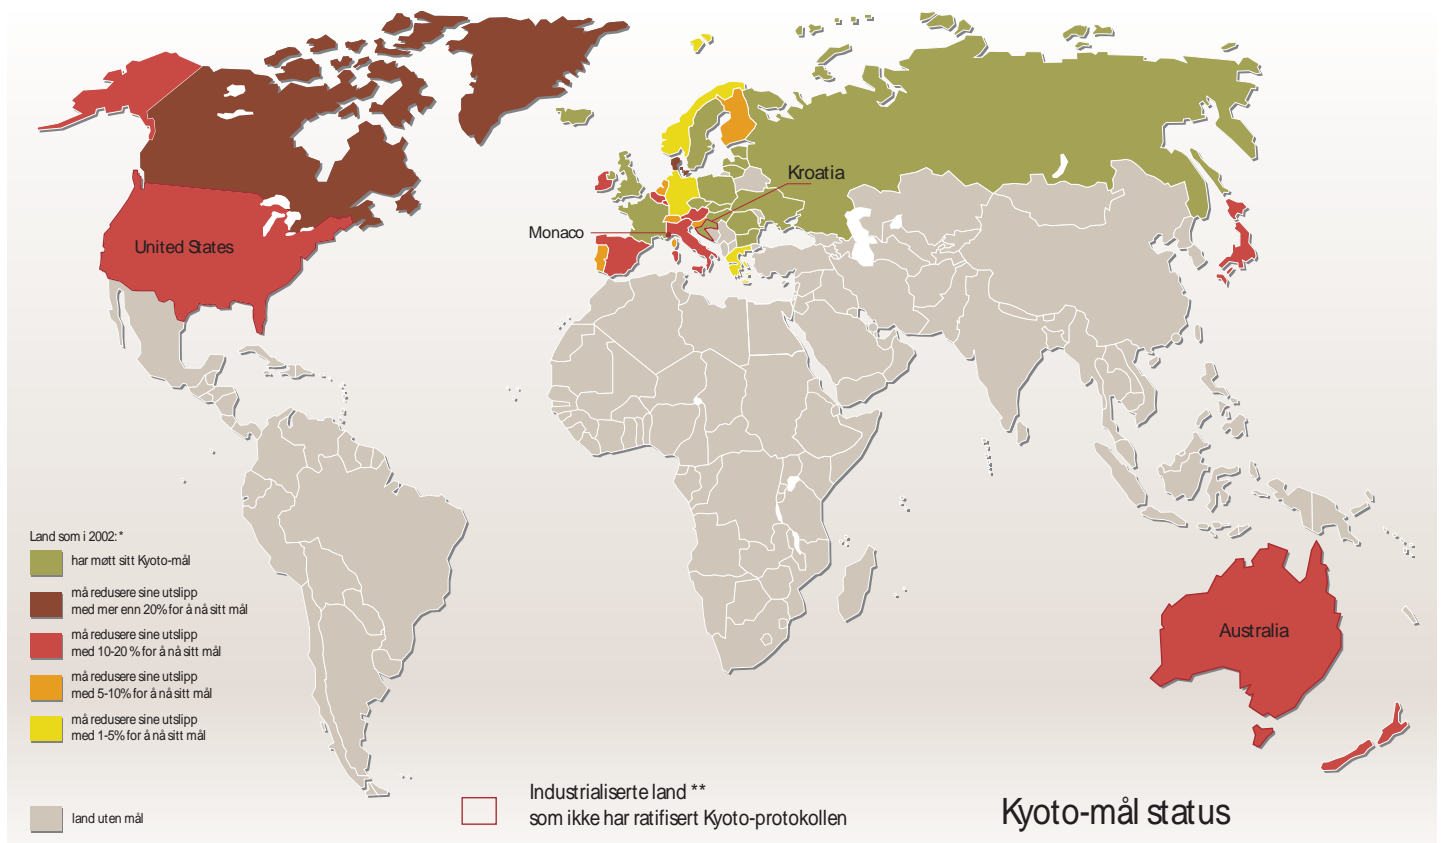 Kroatia
Monaco
United States
Land som i 2002: *
har møtt sitt Kyoto-mål
må redusere sine utslipp
med mer enn 20% for å nå sitt mål
må redusere sine utslipp
med 10-20 % for å nå sitt mål
må redusere sine utslipp
med 5-10% for å nå sitt mål
må redusere sine utslipp
med 1-5% for å nå sitt mål
land uten mål
Australia
Industrialiserte land **
som ikke har ratifisert Kyoto-protokollen
Kyoto-mål status